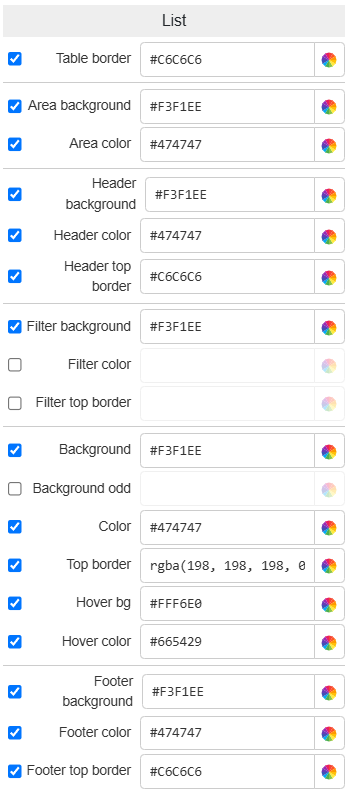 List
Table border #C6C6C6
Area background #F3F1EE
Area color #474747
Header
background #F3F1EE
Header color #474747
Header top
border #C6C6C6
Filter background #F3F1EE
Filter color
Filter top border
Background #F3F1EE
Background odd
Color #474747
Top border rgba(198, 198, 198, 0
Hover bg #FFF6E0
Hover color #665429
Footer
background #F3F1EE
Footer color #474747
Footer top border #C6C6C6